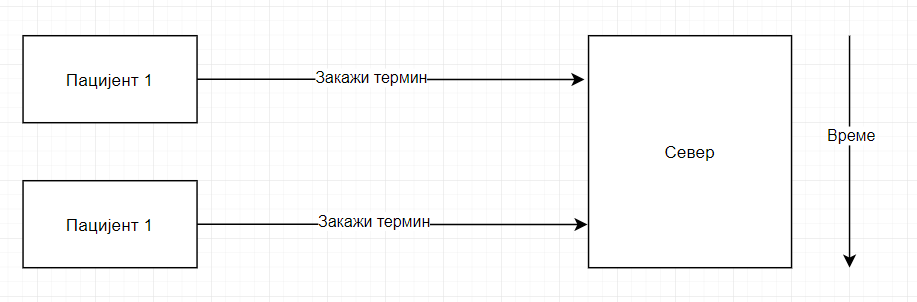 Пацијент 1
Закажи термин
Север
Време
Пацијент 1
Закажи термин